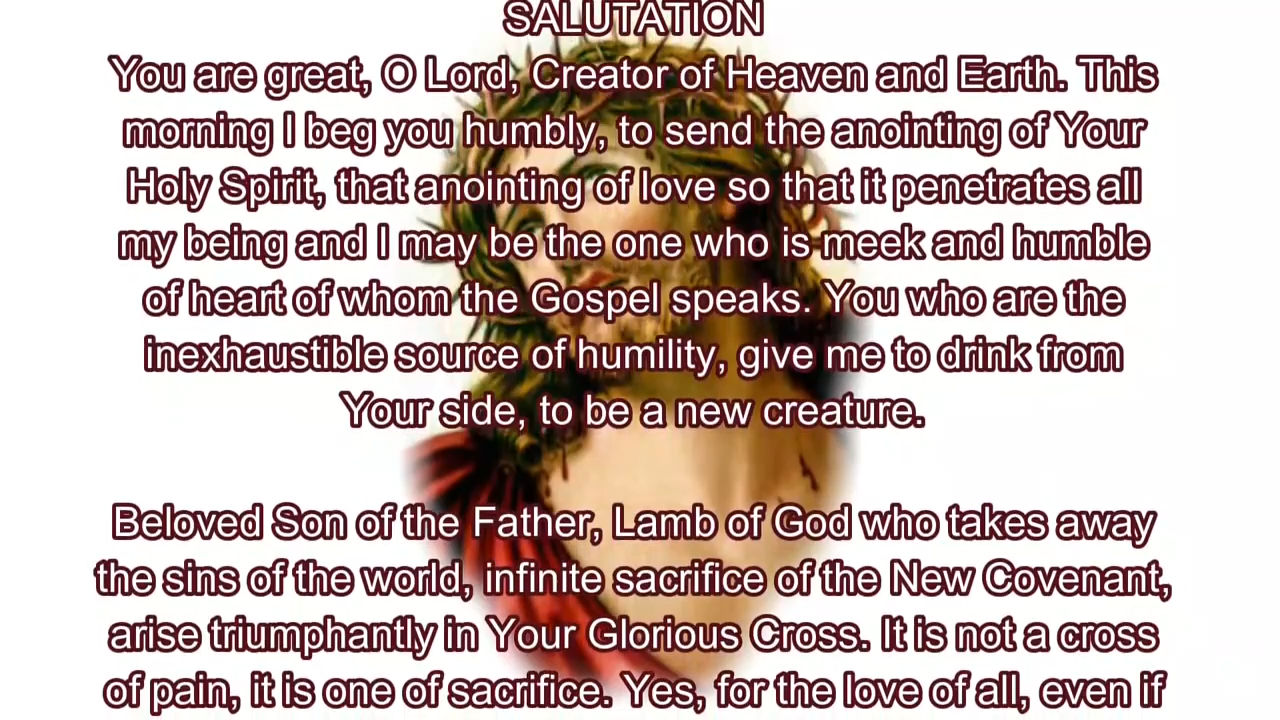 SALUTATION
You are great, O Lord, Creator of Heaven and Earth. This
morning I beg you humbly, to send the anointing of Your
Holy Spirit, that anointing of love so that it penetrates all
my being and I may be the one who is meek and humble
of heart of whom the Gospel speaks. You who are the
inexhaustible source of humility, give me to drink from
Your side, to be a new creature.
Beloved Son of the Father, Lamb of God who takes away
the sins of the world, infinite sacrifice of the New Covenant,
arise triumphantly in Your Glorious Cross. It is not a cross
of pain, it is one of sacrifice. Yes, for the love of all, even if